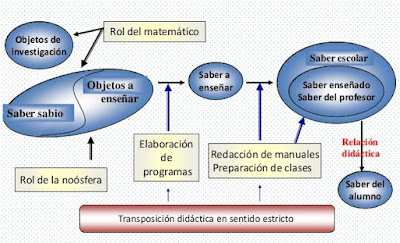 Objetos de
investigación
Rol del matemático
Saber sabio
Objetos a
enseñar
Saber a
enseñar
Saber escolar
Saber enseñado
Saber del profesor
Elaboración
de
programas
Redacción de manuales
Preparación de clases
Relación
didáctica
Rol de la noósfera
Saber del
alumno
Transposición didáctica en sentido estricto